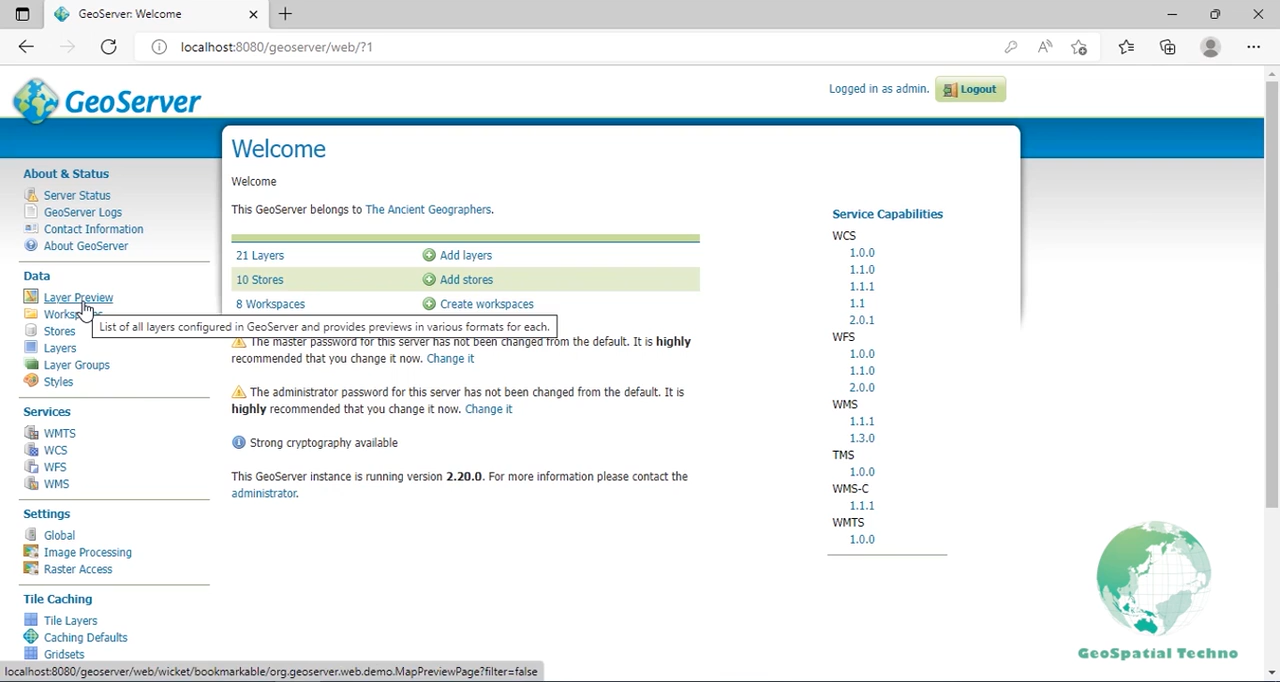 GeoServer: Welcome
localhost:8080/geoserver/web/?1
GeoServer
Logged in as admin.
Logout
About & Status
Server Status
GeoServer Logs
Contact Information
About GeoServer
Data
Layer Preview
Stores
Layers
Layer Groups
Styles
Services
WMTS
WCS
WFS
WMS
Settings
Global
Image Processing
Raster Access
Tile Caching
Tile Layers
Caching Defaults
Gridsets
Welcome
Welcome
This GeoServer belongs to The Ancient Geographers.
21 Layers Add layers
10 Stores Add stores
8 Workspaces Create workspaces
List of all layers configured in GeoServer and provides previews in various formats for each.
The master password for this server has not been changed from the default. It is highly
recommended that you change it now. Change it
The administrator password for this server has not been changed from the default. It is
highly recommended that you change it now. Change it
Strong cryptography available
This GeoServer instance is running version 2.20.0. For more information please contact the
administrator.
Service Capabilities
WCS
1.0.0
1.1.0
1.1.1
1.1
2.0.1
WFS
1.0.0
1.1.0
2.0.0
WMS
1.1.1
1.3.0
TMS
1.0.0
WMS-C
1.1.1
WMTS
1.0.0
GeoSpatial Techno
localhost:8080/geoserver/web/wicket/bookmarkable/org.geoserver.web.demo.MapPreviewPage?filter=false